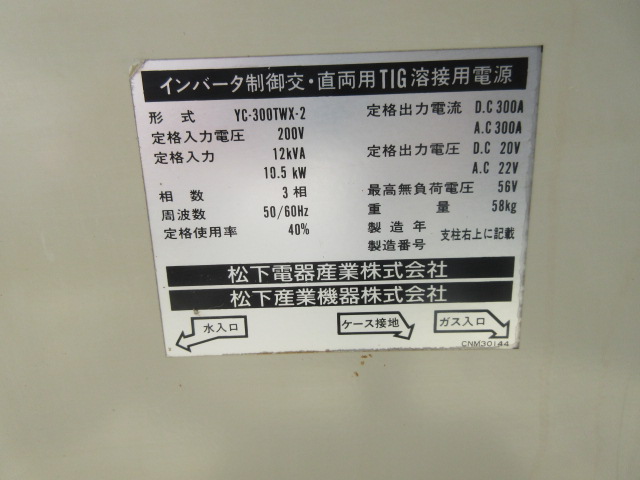 インバータ制御交・直両用TIG溶接用電源
形式 YC-300TWX-2 定格出力電流 D.C 300A
定格入力電圧 200V A.C 300A
定格入力 12kVA 定格出力電圧 D.C 20V
10.5 kW A.C 22V
相数 3相 最高無負荷電圧 56V
周波数 50/60Hz 重量 58kg
定格使用率 40% 製造年 支柱右上に記載
製造番号
松下電器産業株式会社
松下産業機器株式会社
水入口 ケース接地 ガス入口
CNM30144